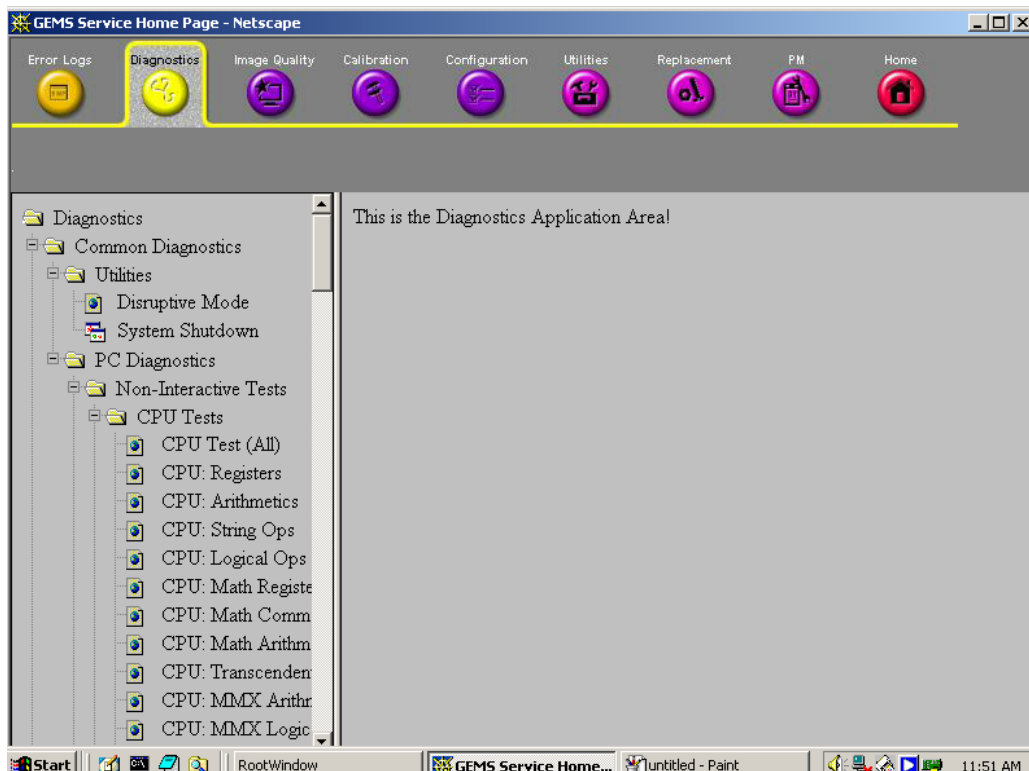 GEMS Service Home Page - Netscape
Error Logs Diagnostics Image Quality Calibration Configuration Utilities Replacement PM Home
Diagnostics
Common Diagnostics
Utilities
Disruptive Mode
System Shutdown
PC Diagnostics
Non-Interactive Tests
CPU Tests
CPU Test (All)
CPU: Registers
CPU: Arithmetics
CPU: String Ops
CPU: Logical Ops
CPU: Math Registe
CPU: Math Comm
CPU: Math Arithm
CPU: Transcenden
CPU: MMX Arithr
CPU: MMX Logic
This is the Diagnostics Application Area!
Start RootWindow GEMS Service Home... untitled - Paint 11:51 AM